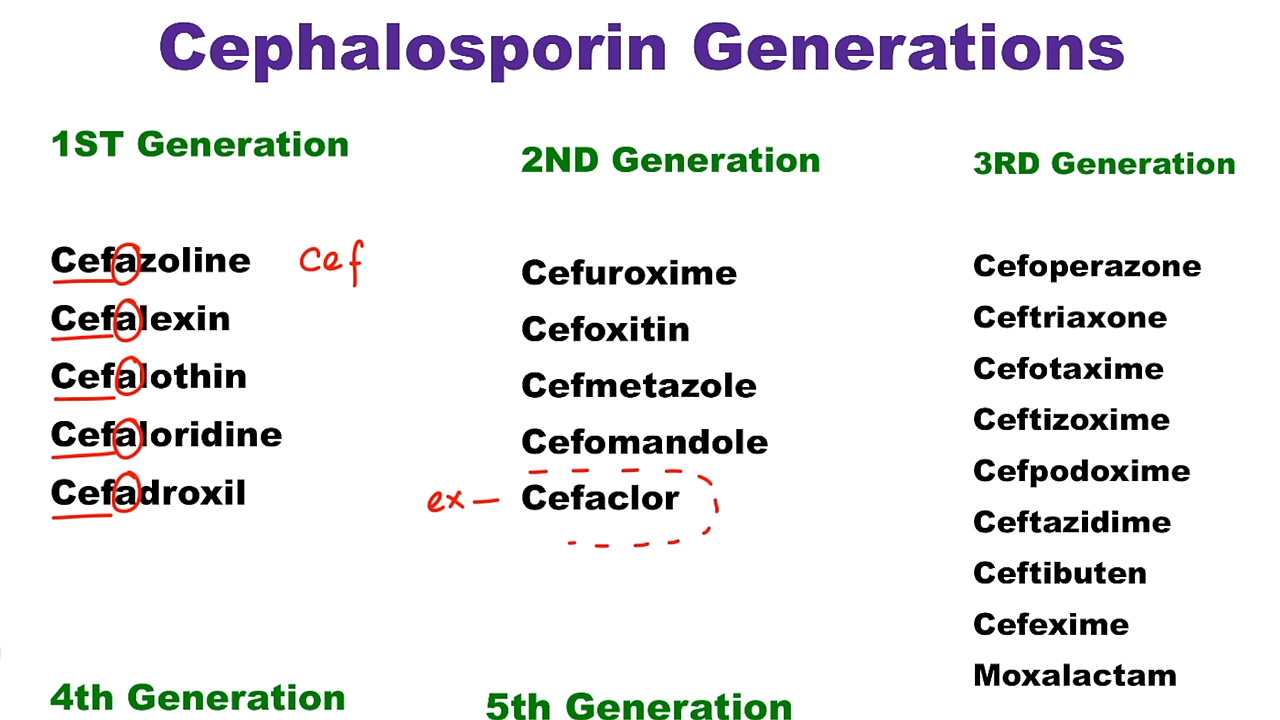 Cephalosporin Generations
1ST Generation
Cefazoline cef
Cefalexin
Cefalothin
Cefaloridine
Cefadroxil
2ND Generation
Cefuroxime
Cefoxitin
Cefmetazole
Cefomandole
ex - Cefaclor
3RD Generation
Cefoperazone
Ceftriaxone
Cefotaxime
Ceftizoxime
Cefpodoxime
Ceftazidime
Ceftibuten
Cefexime
Moxalactam
4th Generation
5th Generation